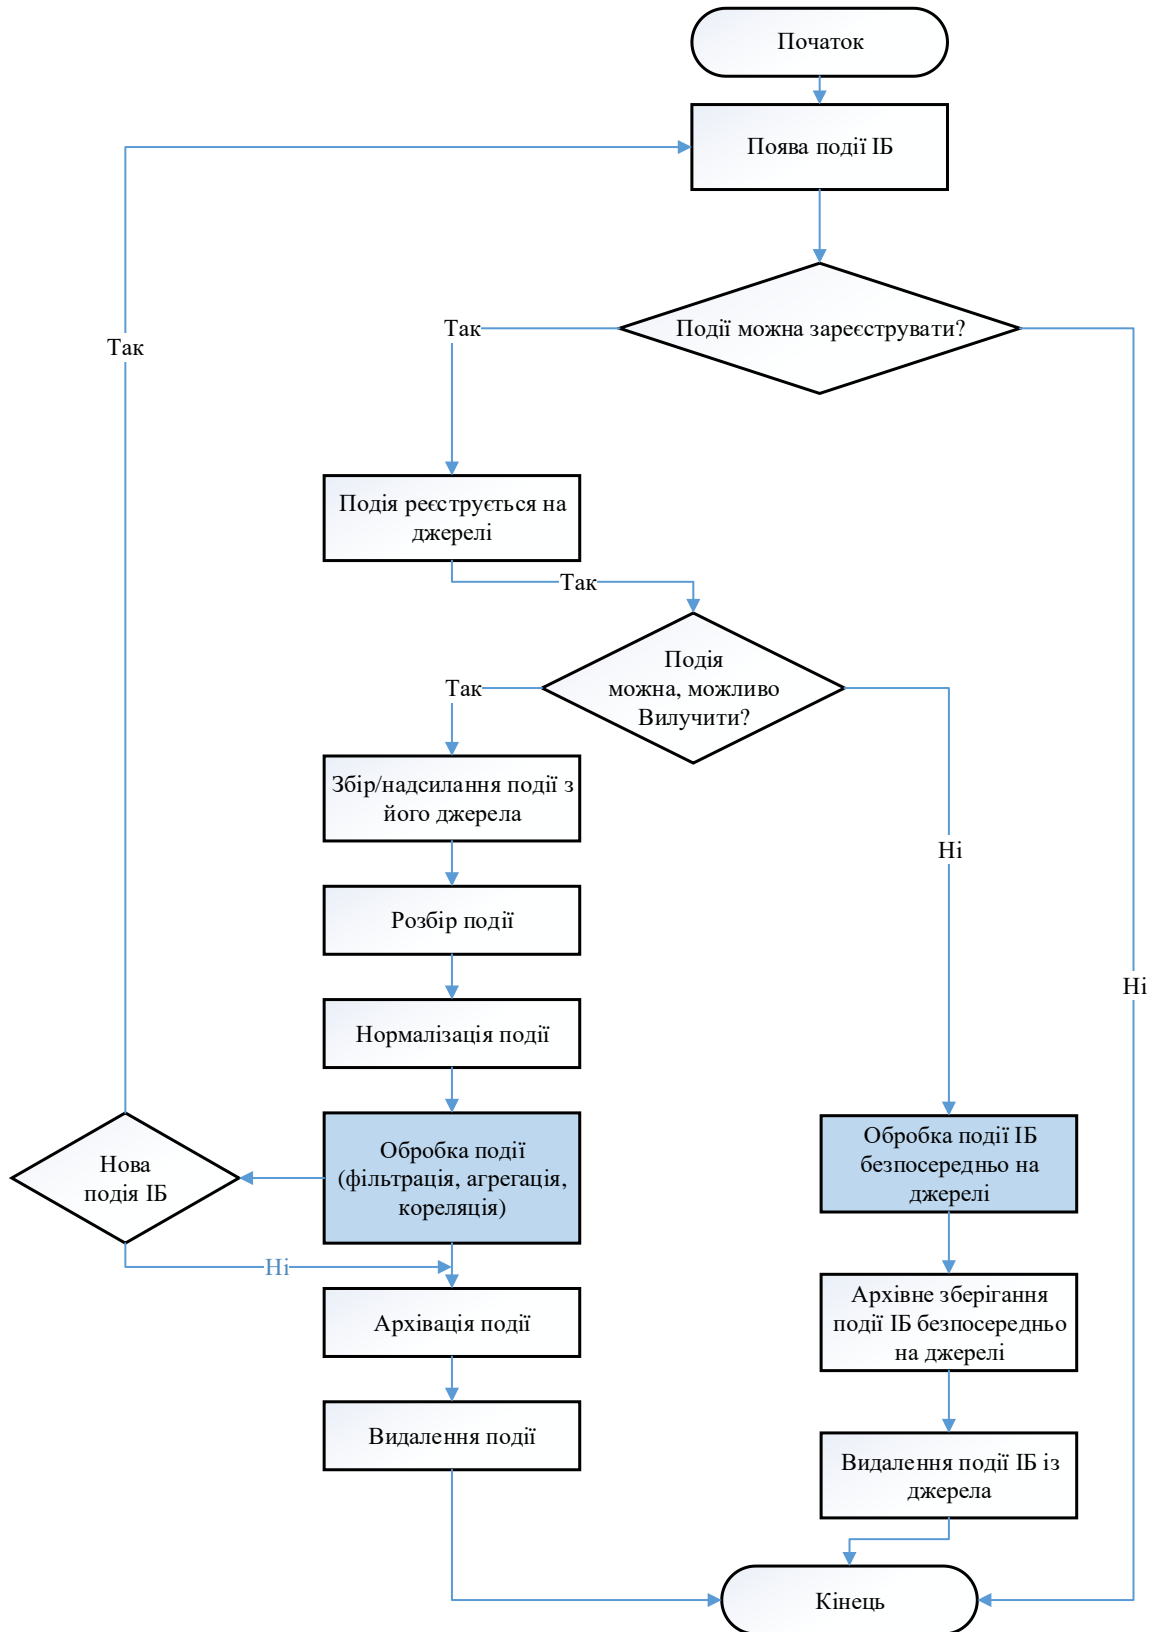 Початок
Поява події ІБ
Події можна зареєструвати?
Так
Так
Подія реєструється на
джерелі
Так
Подія
можна, можливо
Вилучити?
Так
Збір/надсилання події з
його джерела
Ні
Розбір події
Ні
Нормалізація події
Нова
подія ІБ
Обробка події
(фільтрація, агрегація,
кореляція)
Обробка події ІБ
безпосередньо на
джерелі
Ні
Архівація події
Архівне зберігання
події ІБ безпосередньо
на джерелі
Видалення події
Видалення події ІБ із
джерела
Кінець